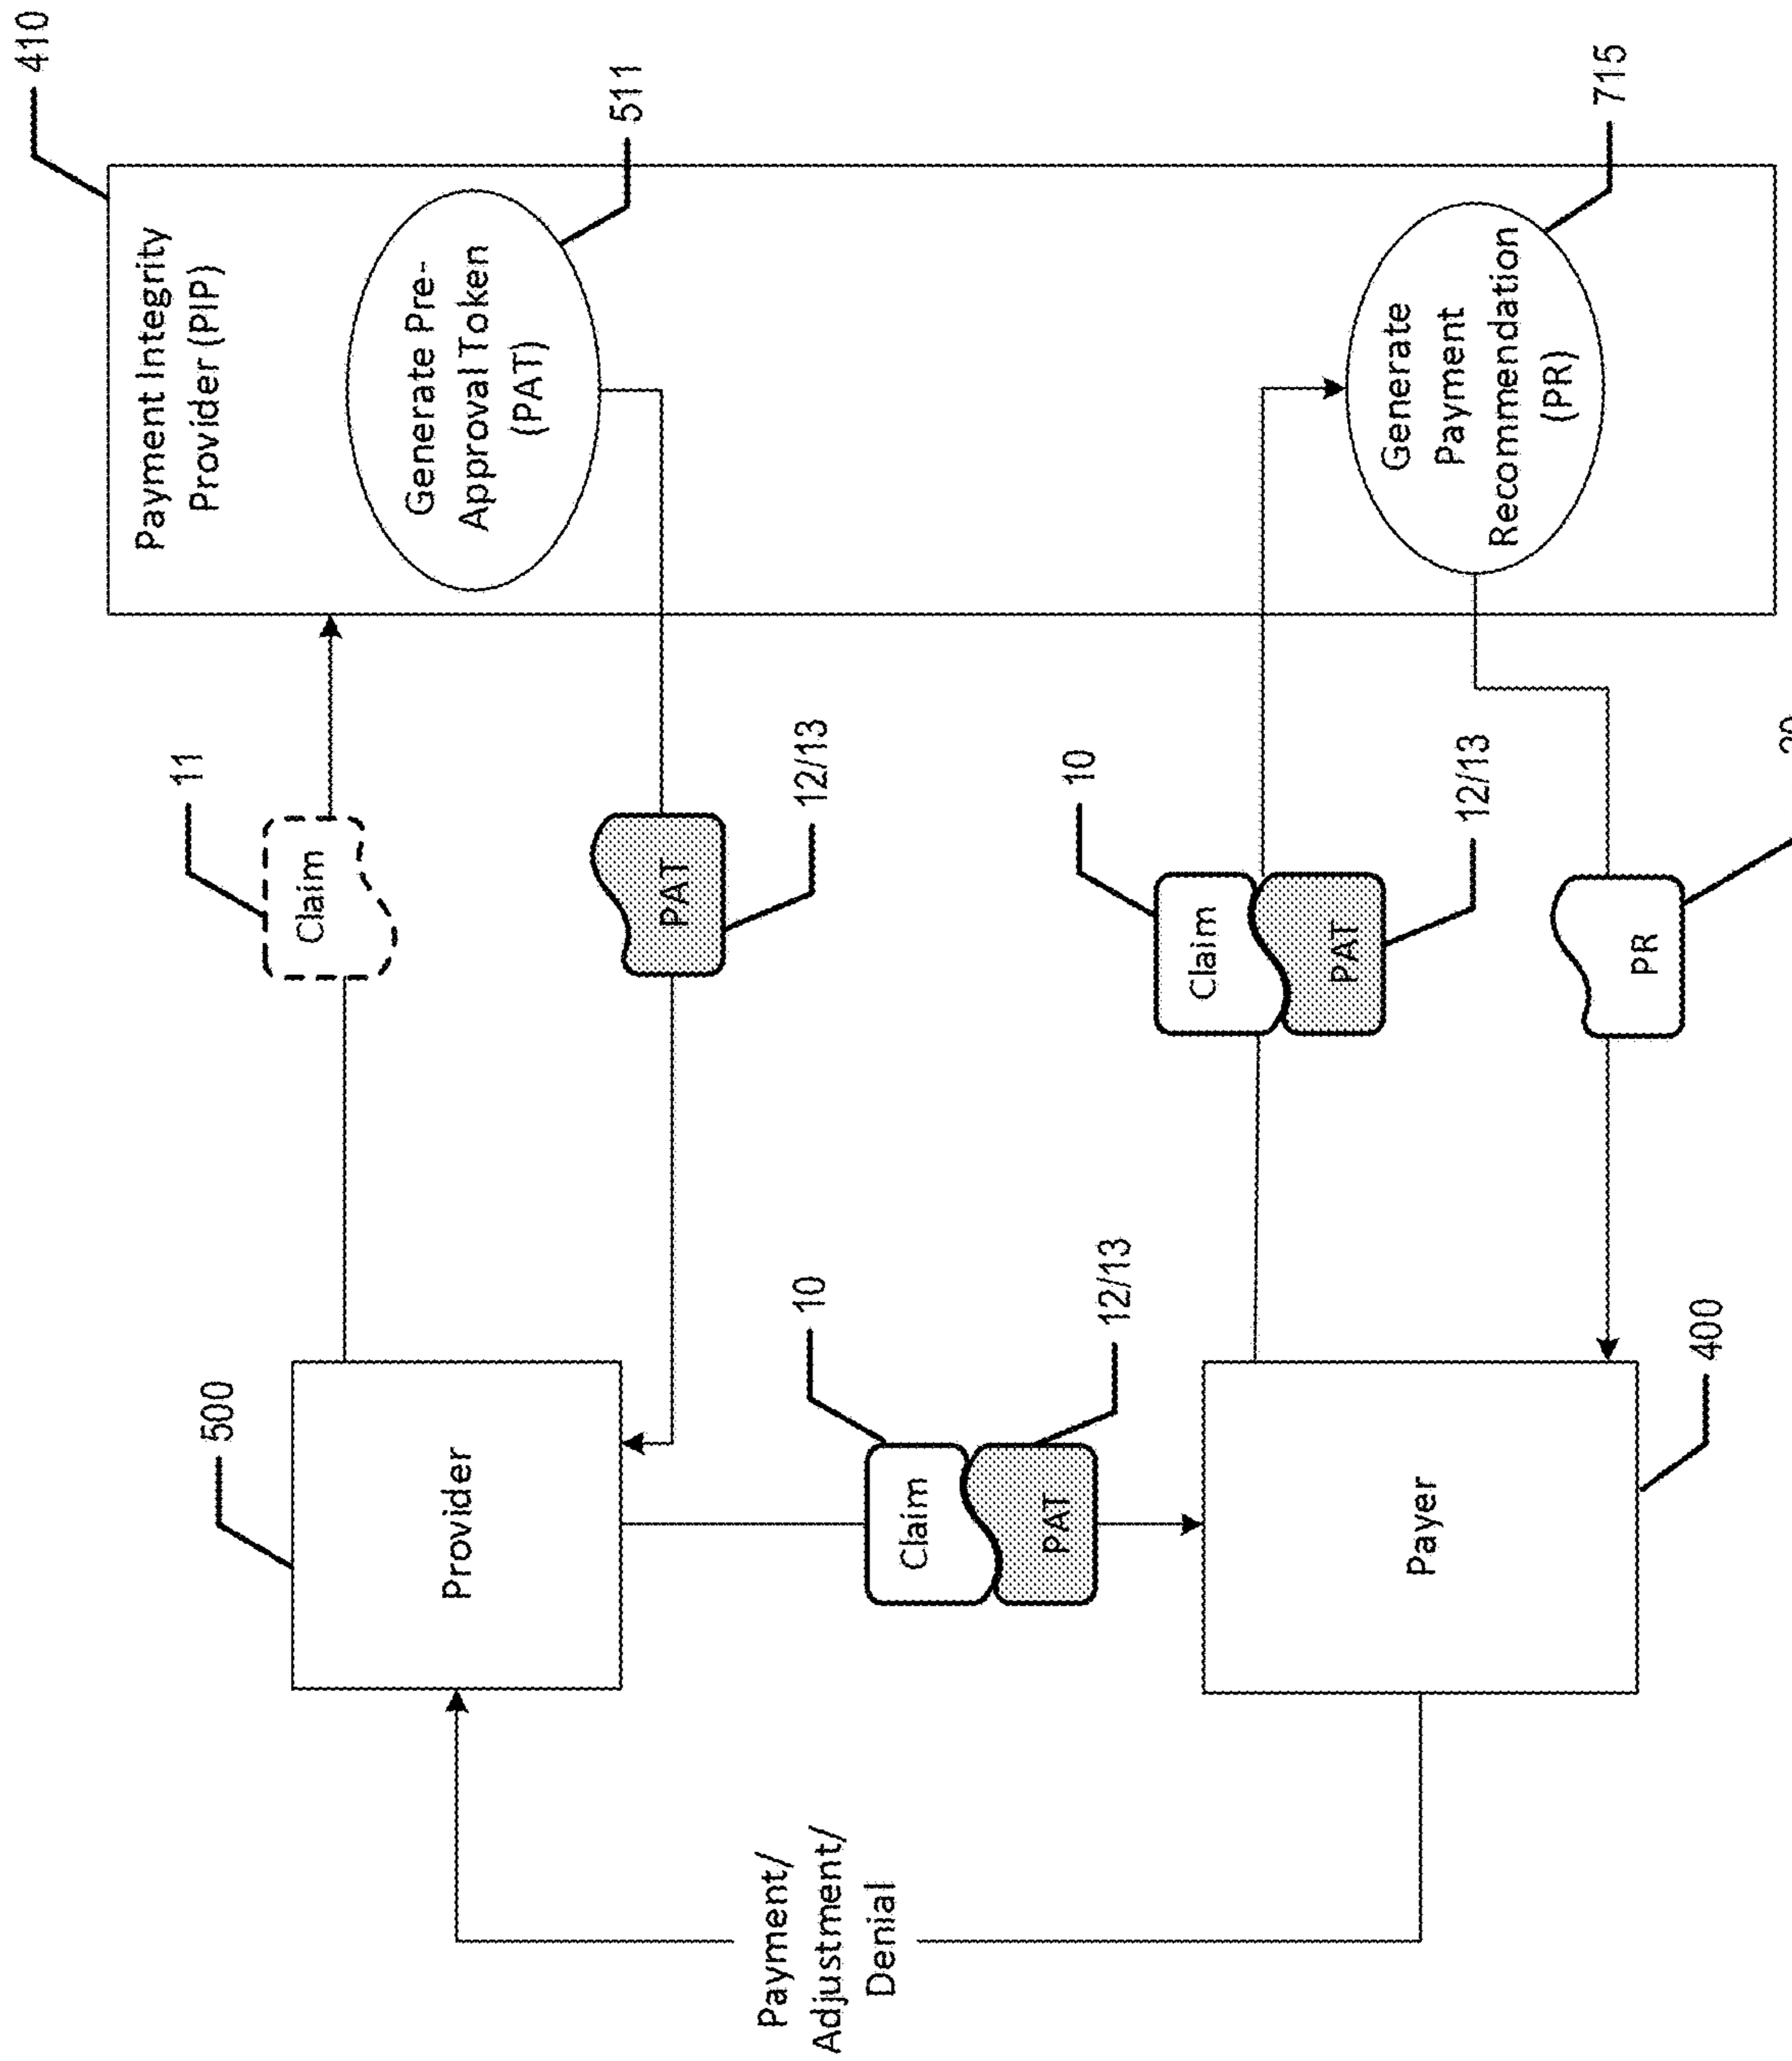 410
Payment Integrity
Provider (PIP)
11
500
Claim
Generate Pre-
Approval Token
(PAT)
511
Provider
PAT
12/13
Payment/
Adjustment/
Denial
10
Claim
PAT
12/13
10
Claim
PAT
12/13
Payer
400
Generate
Payment
Recommendation
(PR)
715
PR